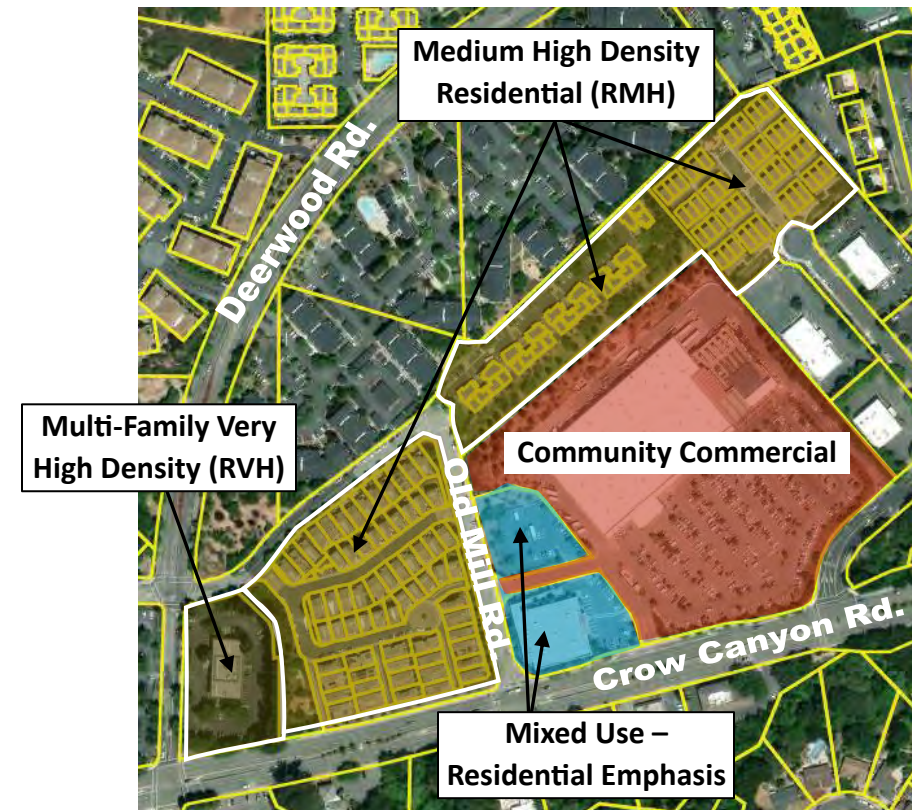 Medium High Density
Residential (RMH)
Deerwood Rd.
Multi-Family Very
High Density (RVH)
Community Commercial
Old Mill Rd.
Crow Canyon Rd.
Mixed Use –
Residential Emphasis